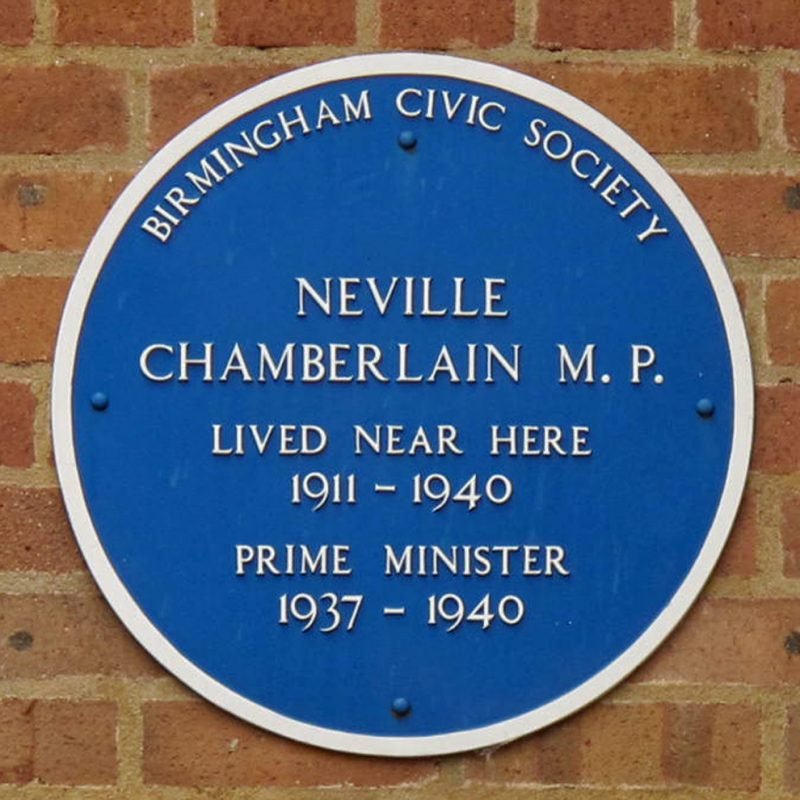 BIRMINGHAM CIVIC SOCIETY
NEVILLE
CHAMBERLAIN M. P.
LIVED NEAR HERE
1911 – 1940
PRIME MINISTER
1937 – 1940